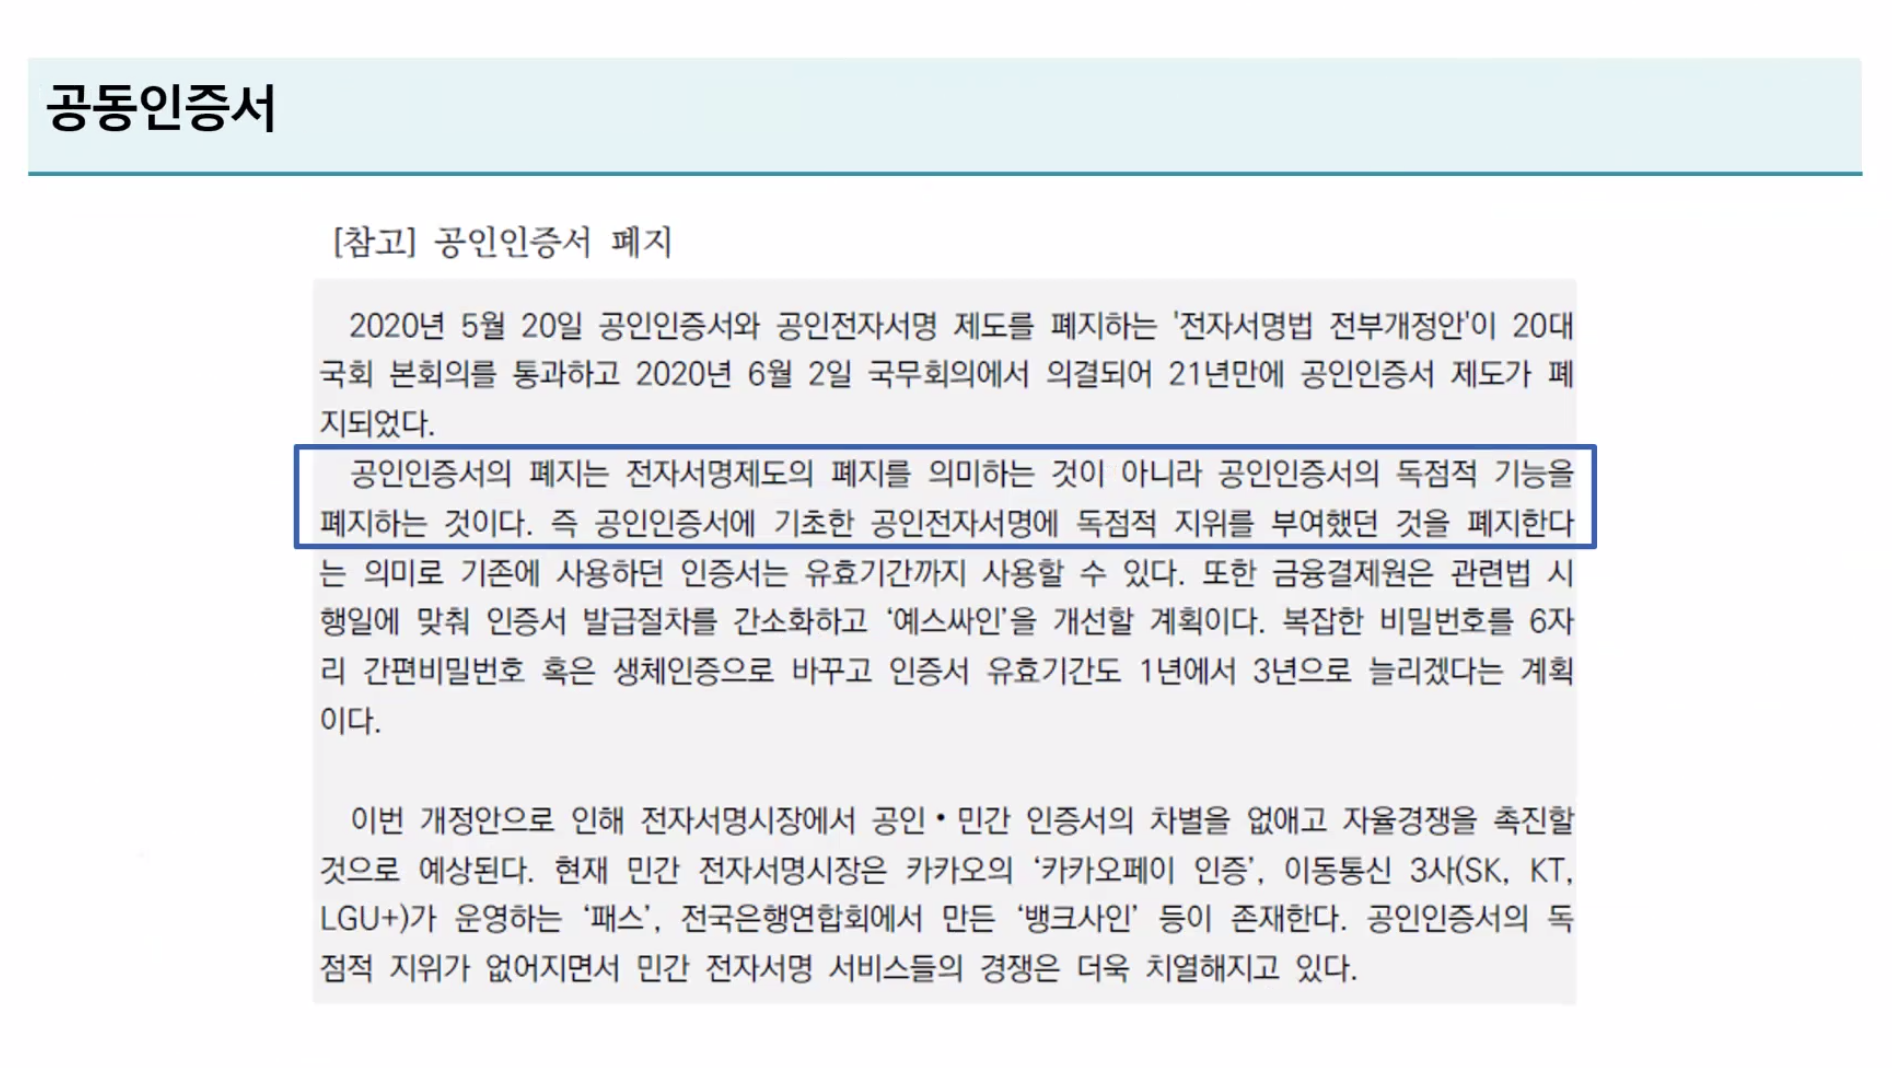 공동인증서
[참고] 공인인증서 폐지
2020년 5월 20일 공인인증서와 공인전자서명 제도를 폐지하는 '전자서명법 전부개정안'이 20대
국회 본회의를 통과하고 2020년 6월 2일 국무회의에서 의결되어 21년만에 공인인증서 제도가 폐
지되었다.
공인인증서의 폐지는 전자서명제도의 폐지를 의미하는 것이 아니라 공인인증서의 독점적 기능을
폐지하는 것이다. 즉 공인인증서에 기초한 공인전자서명에 독점적 지위를 부여했던 것을 폐지한다
는 의미로 기존에 사용하던 인증서는 유효기간까지 사용할 수 있다. 또한 금융결제원은 관련법 시
행일에 맞춰 인증서 발급절차를 간소화하고 ‘예스싸인’을 개선할 계획이다. 복잡한 비밀번호를 6자
리 간편비밀번호 혹은 생체인증으로 바꾸고 인증서 유효기간도 1년에서 3년으로 늘리겠다는 계획
이다.
이번 개정안으로 인해 전자서명시장에서 공인•민간 인증서의 차별을 없애고 자율경쟁을 촉진할
것으로 예상된다. 현재 민간 전자서명시장은 카카오의 ‘카카오페이 인증’, 이동통신 3사(SK, KT,
LGU+)가 운영하는 ‘패스’, 전국은행연합회에서 만든 ‘뱅크사인’ 등이 존재한다. 공인인증서의 독
점적 지위가 없어지면서 민간 전자서명 서비스들의 경쟁은 더욱 치열해지고 있다.